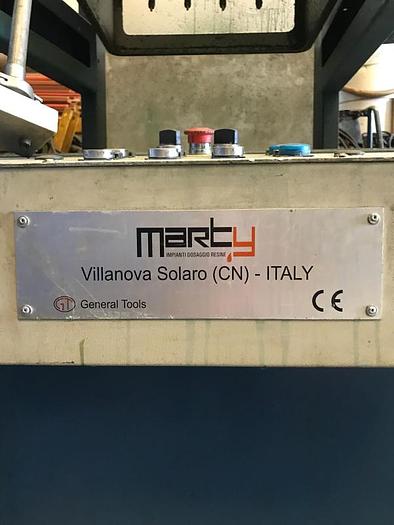 marty
IMPIANTI DOSAGGIO RESINE
Villanova Solaro (CN) - ITALY
GT General Tools
CE